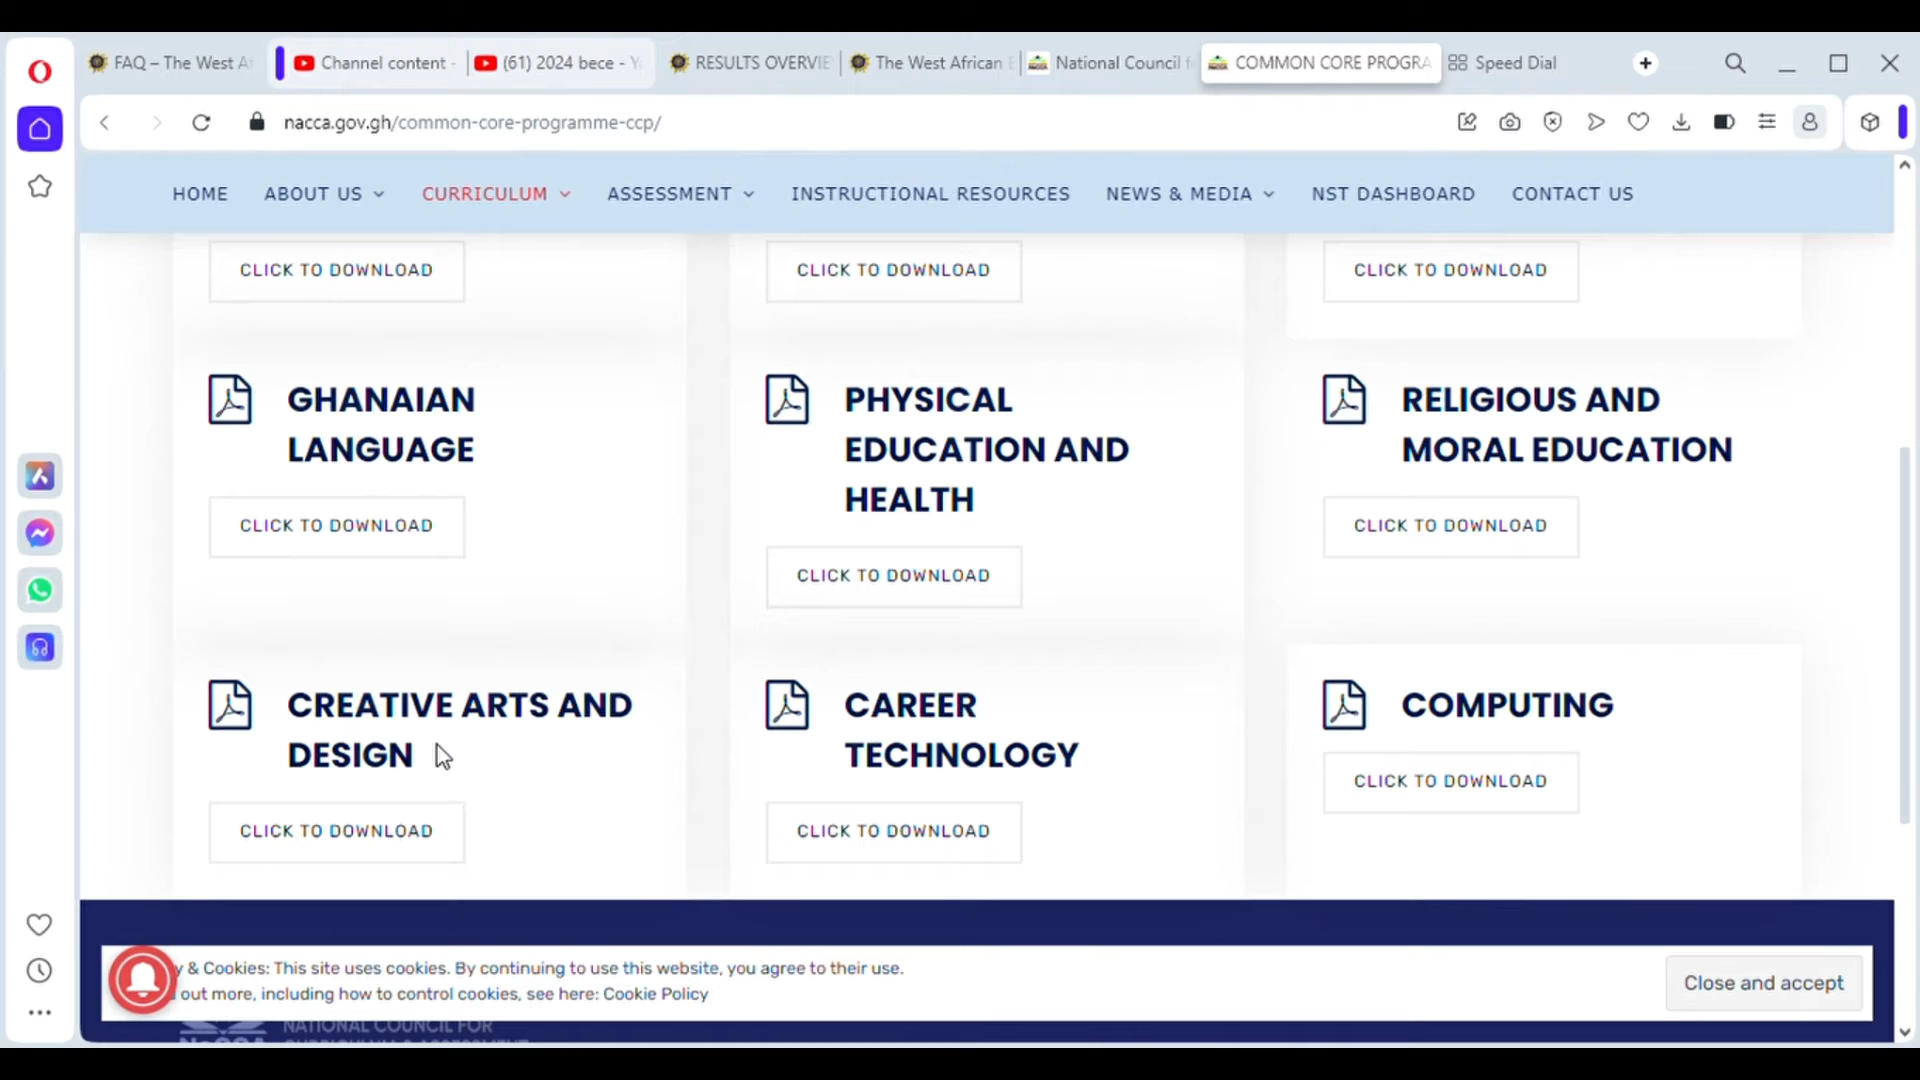 FAQ – The West Af
Channel content -
(61) 2024 bece - Y
RESULTS OVERVIE
The West African E
National Council f
COMMON CORE PROGRA
Speed Dial
nacca.gov.gh/common-core-programme-ccp/
HOME
ABOUT US
CURRICULUM
ASSESSMENT
INSTRUCTIONAL RESOURCES
NEWS & MEDIA
NST DASHBOARD
CONTACT US
CLICK TO DOWNLOAD
CLICK TO DOWNLOAD
CLICK TO DOWNLOAD
GHANAIAN
LANGUAGE
CLICK TO DOWNLOAD
PHYSICAL
EDUCATION AND
HEALTH
CLICK TO DOWNLOAD
RELIGIOUS AND
MORAL EDUCATION
CLICK TO DOWNLOAD
CREATIVE ARTS AND
DESIGN
CLICK TO DOWNLOAD
CAREER
TECHNOLOGY
CLICK TO DOWNLOAD
COMPUTING
CLICK TO DOWNLOAD
y & Cookies: This site uses cookies. By continuing to use this website, you agree to their use.
out more, including how to control cookies, see here: Cookie Policy
Close and accept
NATIONAL COUNCIL FOR